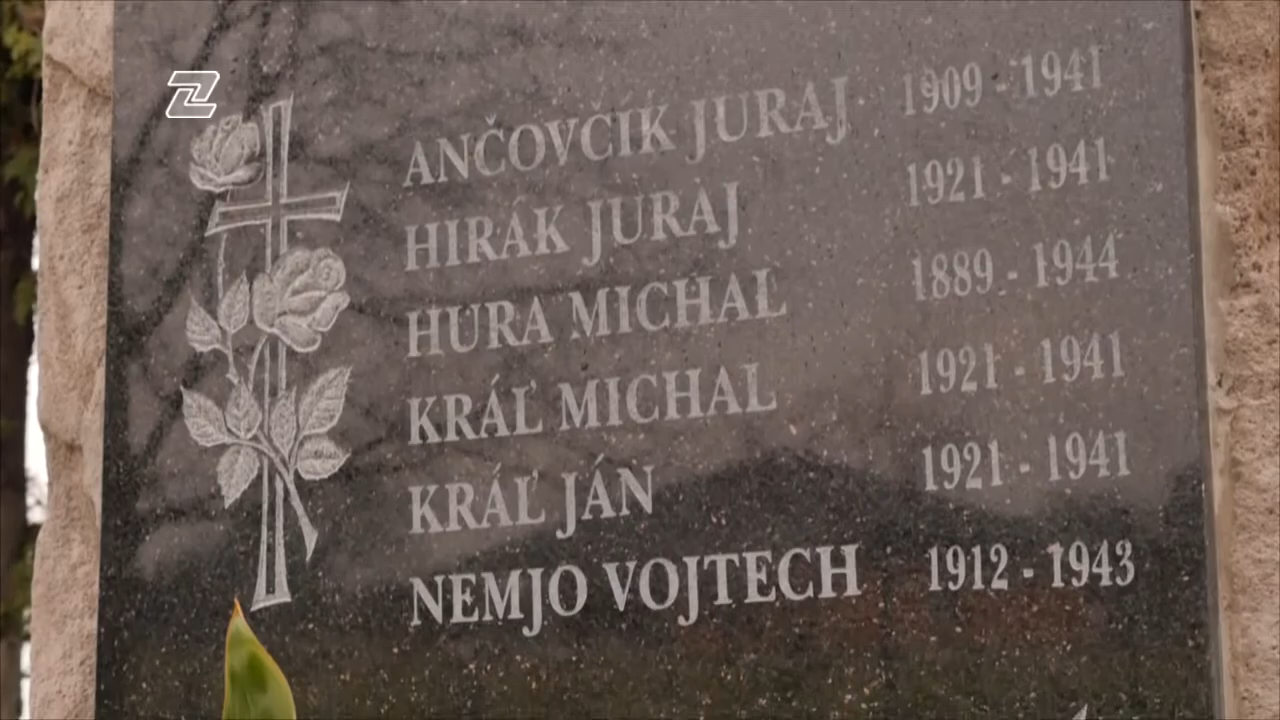 ANČOVČIK JURAJ 1909 - 1941
HIRÁK JURAJ 1921 - 1941
HURA MICHAL 1889 - 1944
KRÁĽ MICHAL 1921 - 1941
KRÁĽ JÁN 1921 - 1941
NEMJO VOJTECH 1912 - 1943